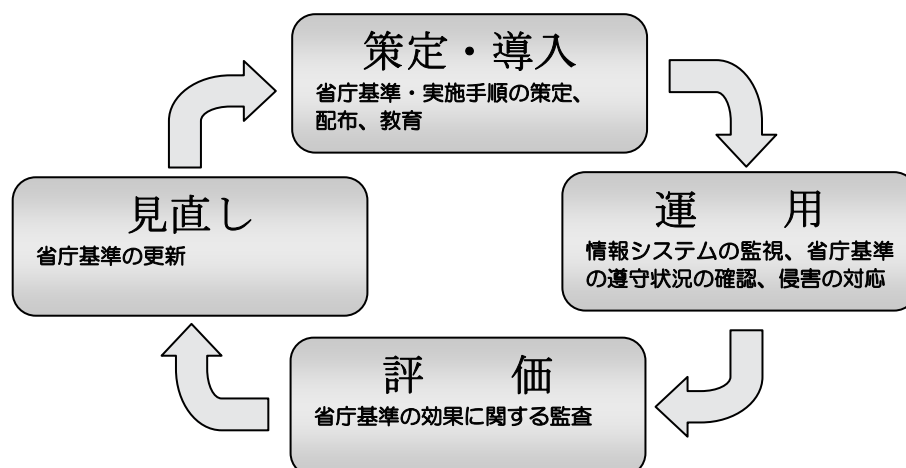 策定・導入
省庁基準・実施手順の策定、
配布、教育
運　　用
情報システムの監視、省庁基準
の遵守状況の確認、侵害の対応
評　　価
省庁基準の効果に関する監査
見直し
省庁基準の更新